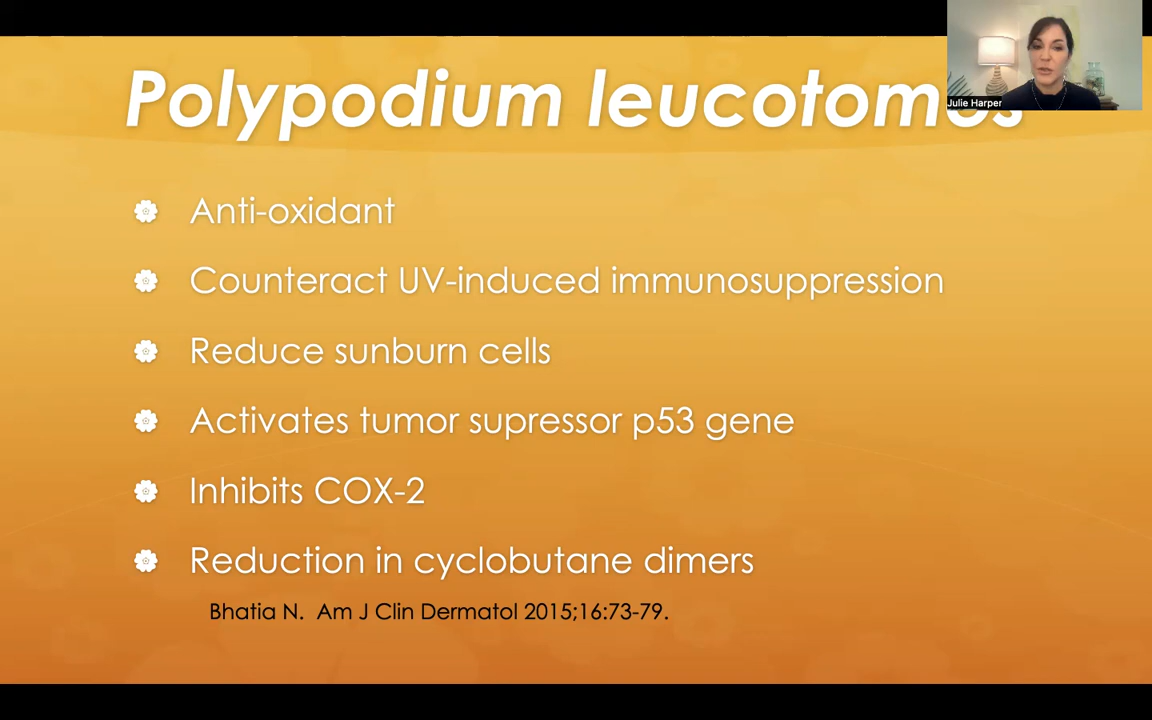 Polypodium leucotomos
Julie Harper
Anti-oxidant
Counteract UV-induced immunosuppression
Reduce sunburn cells
Activates tumor supressor p53 gene
Inhibits COX-2
Reduction in cyclobutane dimers
Bhatia N. Am J Clin Dermatol 2015;16:73-79.